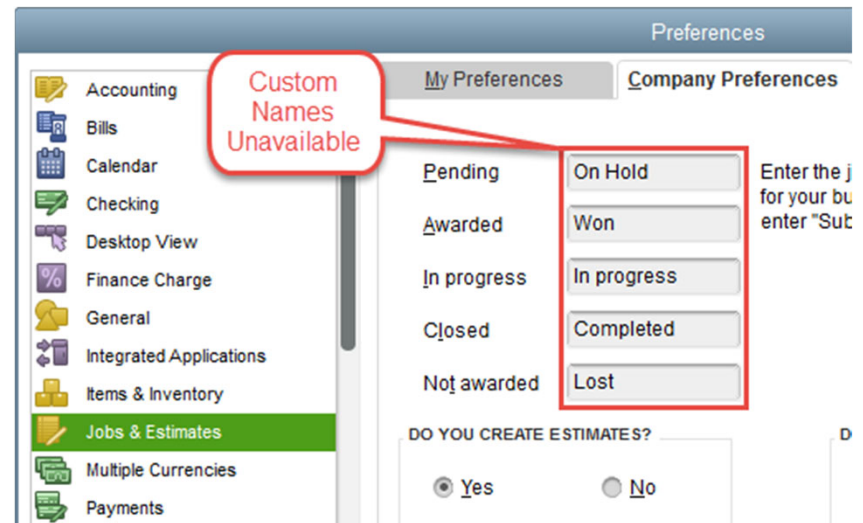 Preferences
Accounting
Bills
Calendar
Checking
Desktop View
Finance Charge
General
Integrated Applications
Items & Inventory
Jobs & Estimates
Multiple Currencies
Payments
Custom
Names
Unavailable
My Preferences
Company Preferences
Pending On Hold
Awarded Won
In progress In progress
Closed Completed
Not awarded Lost
Enter the j
for your bu
enter "Sub
DO YOU CREATE ESTIMATES?
Yes No
D